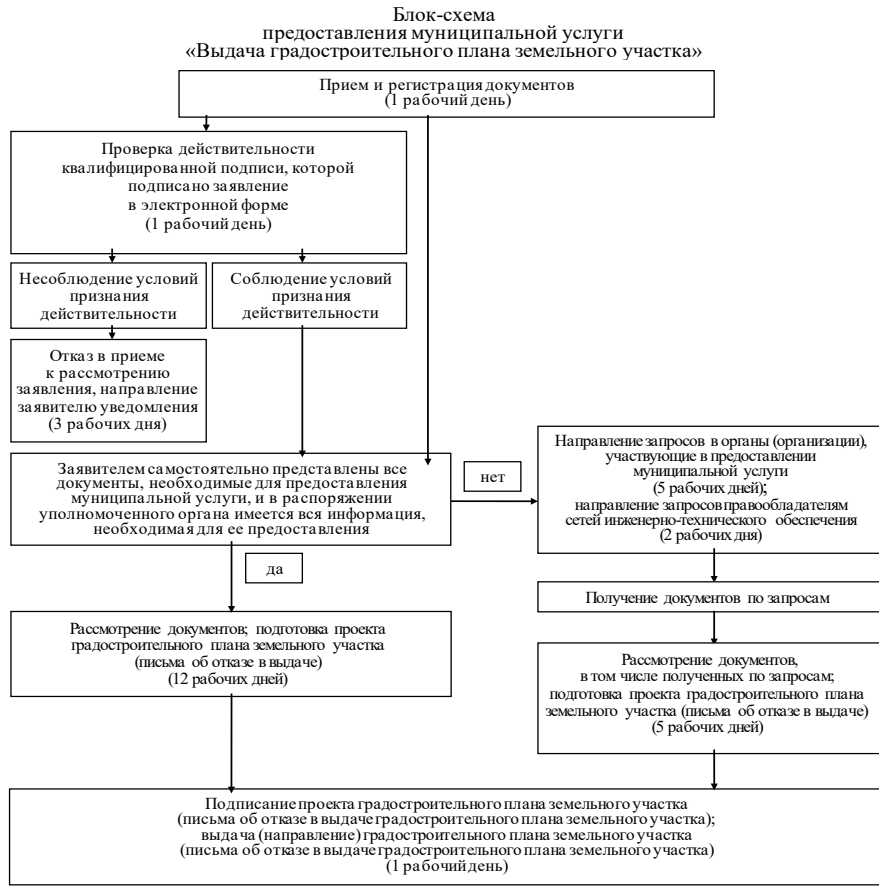 Блок-схема
предоставления муниципальной услуги
«Выдача градостроительного плана земельного участка»
Прием и регистрация документов
(1 рабочий день)
Проверка действительности
квалифицированной подписи, которой
подписано заявление
в электронной форме
(1 рабочий день)
Несоблюдение условий
признания
действительности
Соблюдение условий
признания
действительности
Отказ в приеме
к рассмотрению
заявления, направление
заявителю уведомления
(3 рабочих дня)
Заявителем самостоятельно представлены все
документы, необходимые для предоставления
муниципальной услуги, и в распоряжении
уполномоченного органа имеется вся информация,
необходимая для ее предоставления
нет
Направление запросов в органы (организации),
участвующие в предоставлении
муниципальной услуги
(5 рабочих дней);
направление запросов правообладателям
сетей инженерно-технического обеспечения
(2 рабочих дня)
да
Получение документов по запросам
Рассмотрение документов; подготовка проекта
градостроительного плана земельного участка
(письма об отказе в выдаче)
(12 рабочих дней)
Рассмотрение документов,
в том числе полученных по запросам;
подготовка проекта градостроительного плана
земельного участка (письма об отказе в выдаче)
(5 рабочих дней)
Подписание проекта градостроительного плана земельного участка
(письма об отказе в выдаче градостроительного плана земельного участка);
выдача (направление) градостроительного плана земельного участка
(письма об отказе в выдаче градостроительного плана земельного участка)
(1 рабочий день)